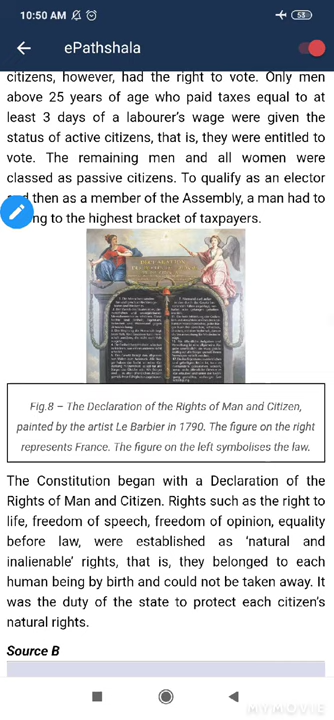 10:50 AM
53
ePathshala
citizens, however, had the right to vote. Only men
above 25 years of age who paid taxes equal to at
least 3 days of a labourer's wage were given the
status of active citizens, that is, they were entitled to
vote. The remaining men and all women were
classed as passive citizens. To qualify as an elector
then as a member of the Assembly, a man had to
to the highest bracket of taxpayers.
Fig.8 – The Declaration of the Rights of Man and Citizen,
painted by the artist Le Barbier in 1790. The figure on the right
represents France. The figure on the left symbolises the law.
The Constitution began with a Declaration of the
Rights of Man and Citizen. Rights such as the right to
life, freedom of speech, freedom of opinion, equality
before law, were established as 'natural and
inalienable' rights, that is, they belonged to each
human being by birth and could not be taken away. It
was the duty of the state to protect each citizen's
natural rights.
Source B
MYMOVIE